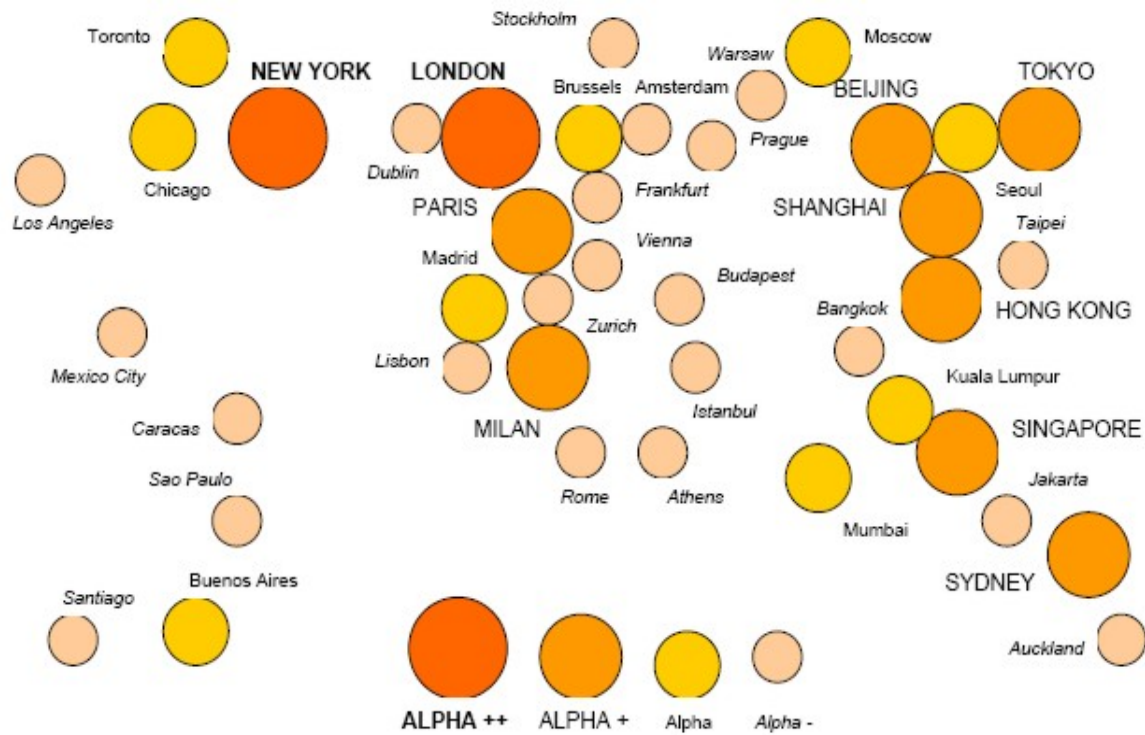 Stockholm
Toronto
Warsaw
Moscow
NEW YORK
LONDON
Brussels
Amsterdam
BEIJING
TOKYO
Dublin
Prague
Chicago
Frankfurt
Seoul
Los Angeles
PARIS
SHANGHAI
Taipei
Vienna
Madrid
Budapest
Bangkok
HONG KONG
Zurich
Lisbon
Mexico City
Kuala Lumpur
Istanbul
Caracas
MILAN
SINGAPORE
Sao Paulo
Rome
Athens
Jakarta
Mumbai
Buenos Aires
SYDNEY
Santiago
Auckland
ALPHA ++
ALPHA +
Alpha
Alpha -